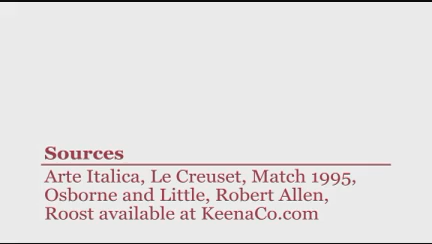 Sources
Arte Italica, Le Creuset, Match 1995,
Osborne and Little, Robert Allen,
Roost available at KeenaCo.com